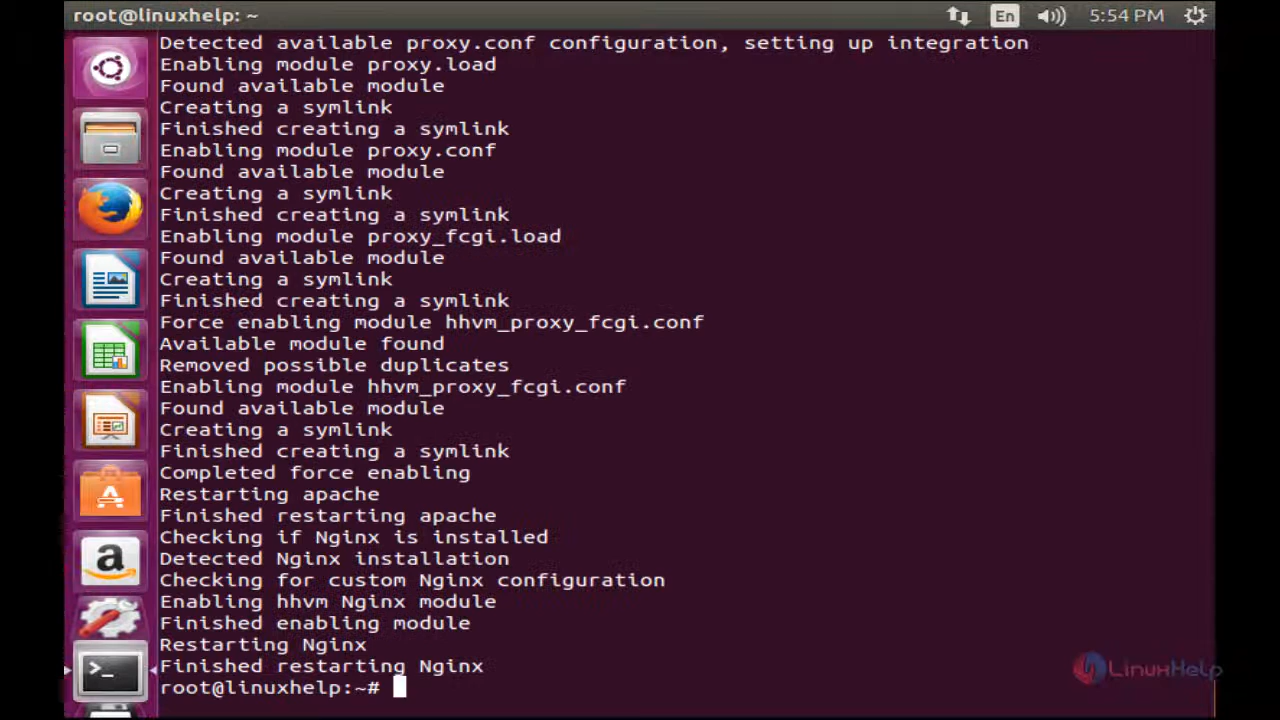 root@linuxhelp: ~
En
5:54 PM
Detected available proxy.conf configuration, setting up integration
Enabling module proxy.load
Found available module
Creating a symlink
Finished creating a symlink
Enabling module proxy.conf
Found available module
Creating a symlink
Finished creating a symlink
Enabling module proxy_fcgi.load
Found available module
Creating a symlink
Finished creating a symlink
Force enabling module hhvm_proxy_fcgi.conf
Available module found
Removed possible duplicates
Enabling module hhvm_proxy_fcgi.conf
Found available module
Creating a symlink
Finished creating a symlink
Completed force enabling
Restarting apache
Finished restarting apache
Checking if Nginx is installed
Detected Nginx installation
Checking for custom Nginx configuration
Enabling hhvm Nginx module
Finished enabling module
Restarting Nginx
Finished restarting Nginx
root@linuxhelp:~#
a
>_
LinuxHelp